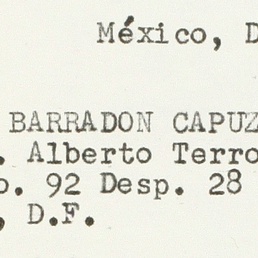 México, D
BARRADON CAPUZ
. Alberto Terro
o. 92 Desp. 28
, D.F.